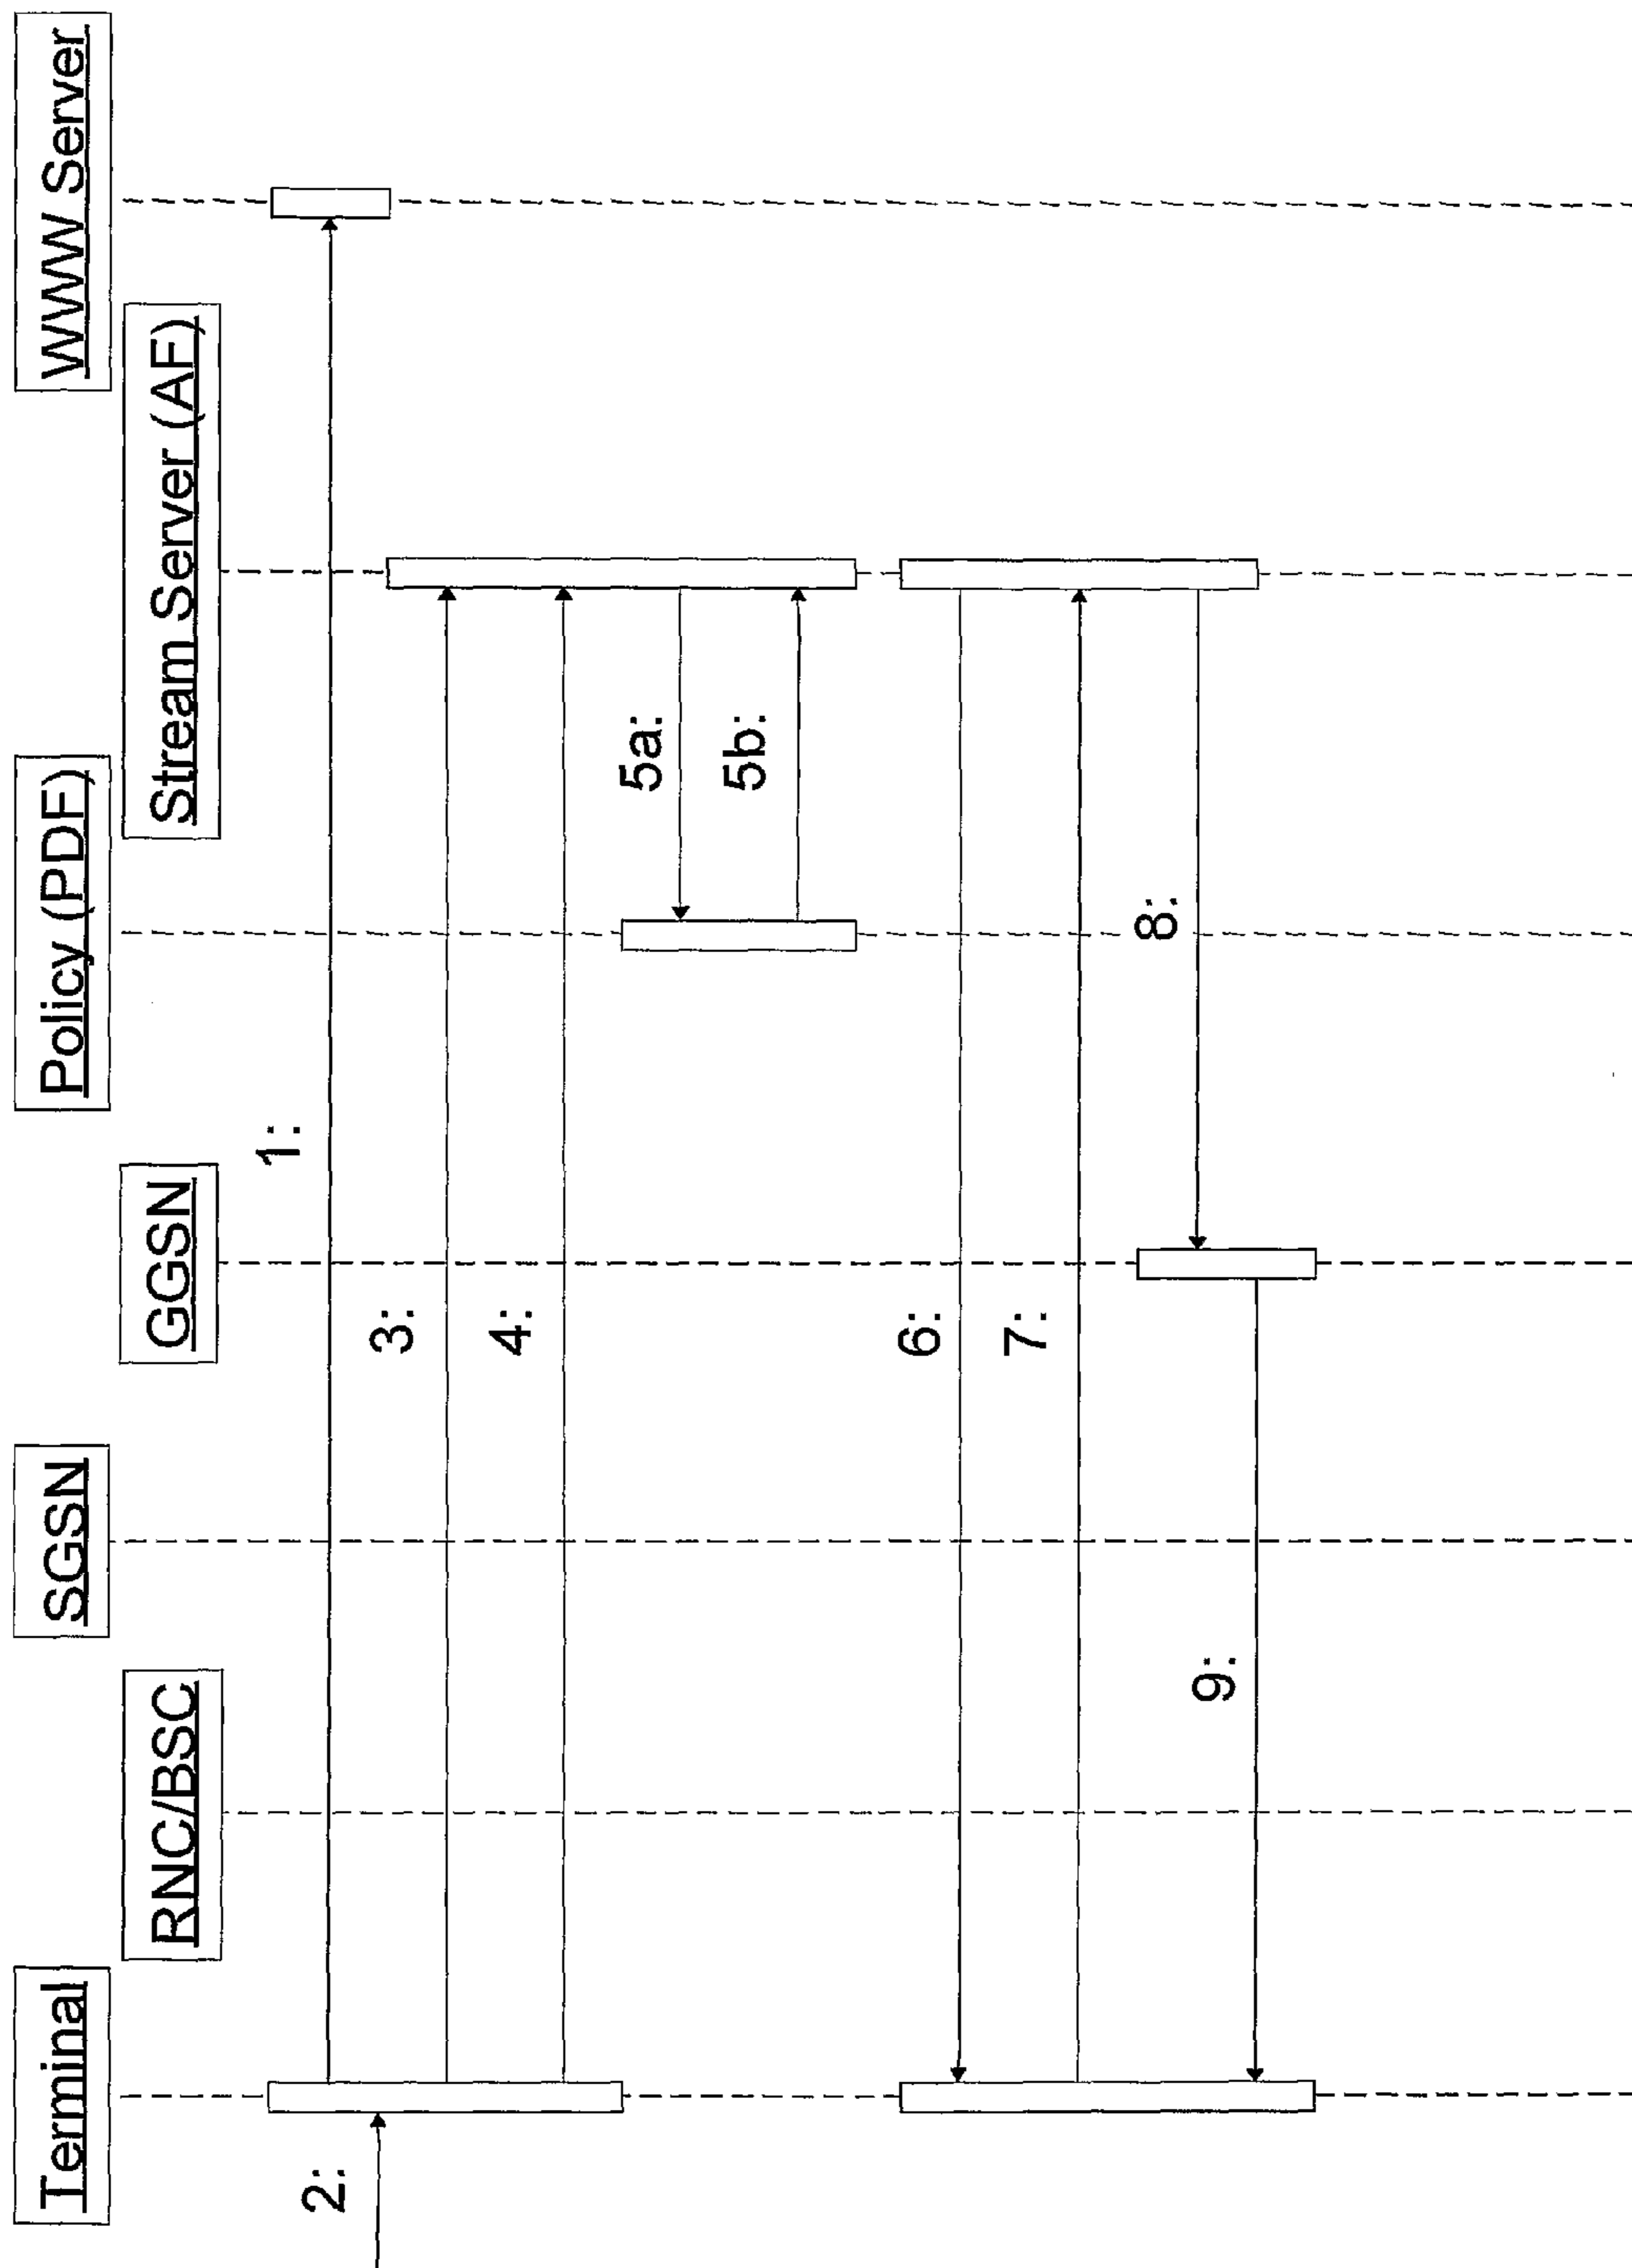 Terminal
RNC/BSC
SGSN
GGSN
Policy (PDF)
Stream Server (AF)
WWW Server
1:
2:
3:
4:
5a:
5b:
6:
7:
8:
9: